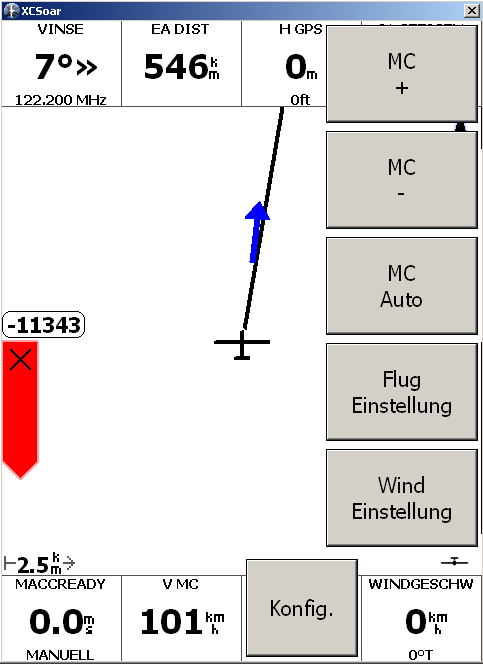 XCSoar
VINSE
EA DIST
H GPS
7°»
546 km
0 m
122.200 MHz
0ft
MC
+
MC
-
MC
Auto
Flug
Einstellung
Wind
Einstellung
-11343
2.5 km
MACCREADY
V MC
Konfig.
WINDGESCHW
0.0 m/s
101 km/h
0 km/h
MANUELL
0°T